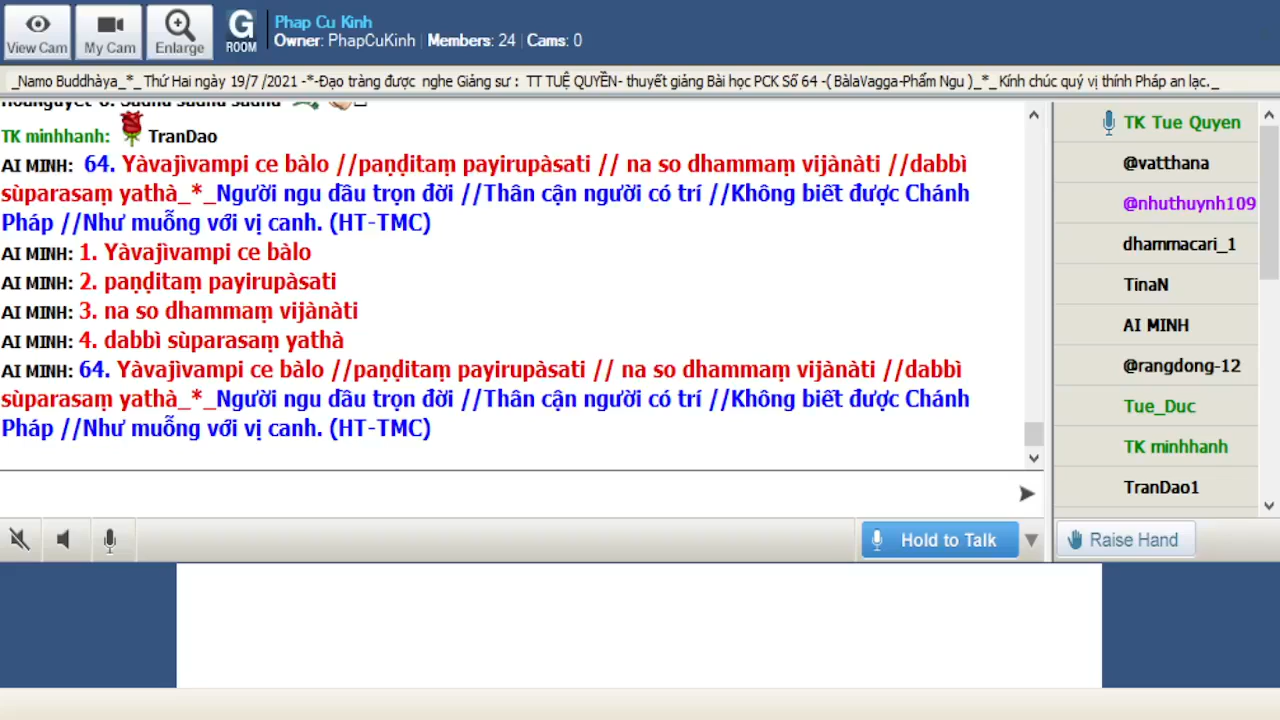 View Cam
My Cam
Enlarge
G
ROOM
Phap Cu Kinh
Owner: PhapCuKinh | Members: 24 | Cams: 0
_Namo Buddhàya_*_ Thứ Hai ngày 19/7 /2021 -*-Đạo tràng được nghe Giảng sư : TT TUỆ QUYỀN- thuyết giảng Bài học PCK Số 64 -( BàlaVagga-Phẩm Ngu )_*_ Kính chúc quý vị thính Pháp an lạc._
TK minhhanh: TranDao
AI MINH: 64. Yàvajìvampi ce bàlo //paṇḍitaṃ payirupàsati // na so dhammaṃ vijànàti //dabbì
sùparasaṃ yathà_*_Người ngu dầu trọn đời //Thân cận người có trí //Không biết được Chánh
Pháp //Như muỗng với vị canh. (HT-TMC)
AI MINH: 1. Yàvajìvampi ce bàlo
AI MINH: 2. paṇḍitaṃ payirupàsati
AI MINH: 3. na so dhammaṃ vijànàti
AI MINH: 4. dabbì sùparasaṃ yathà
AI MINH: 64. Yàvajìvampi ce bàlo //paṇḍitaṃ payirupàsati // na so dhammaṃ vijànàti //dabbì
sùparasaṃ yathà_*_Người ngu dầu trọn đời //Thân cận người có trí //Không biết được Chánh
Pháp //Như muỗng với vị canh. (HT-TMC)
TK Tue Quyen
@vatthana
@nhuthuynh109
dhammacari_1
TinaN
AI MINH
@rangdong-12
Tue_Duc
TK minhhanh
TranDao1
Hold to Talk
Raise Hand